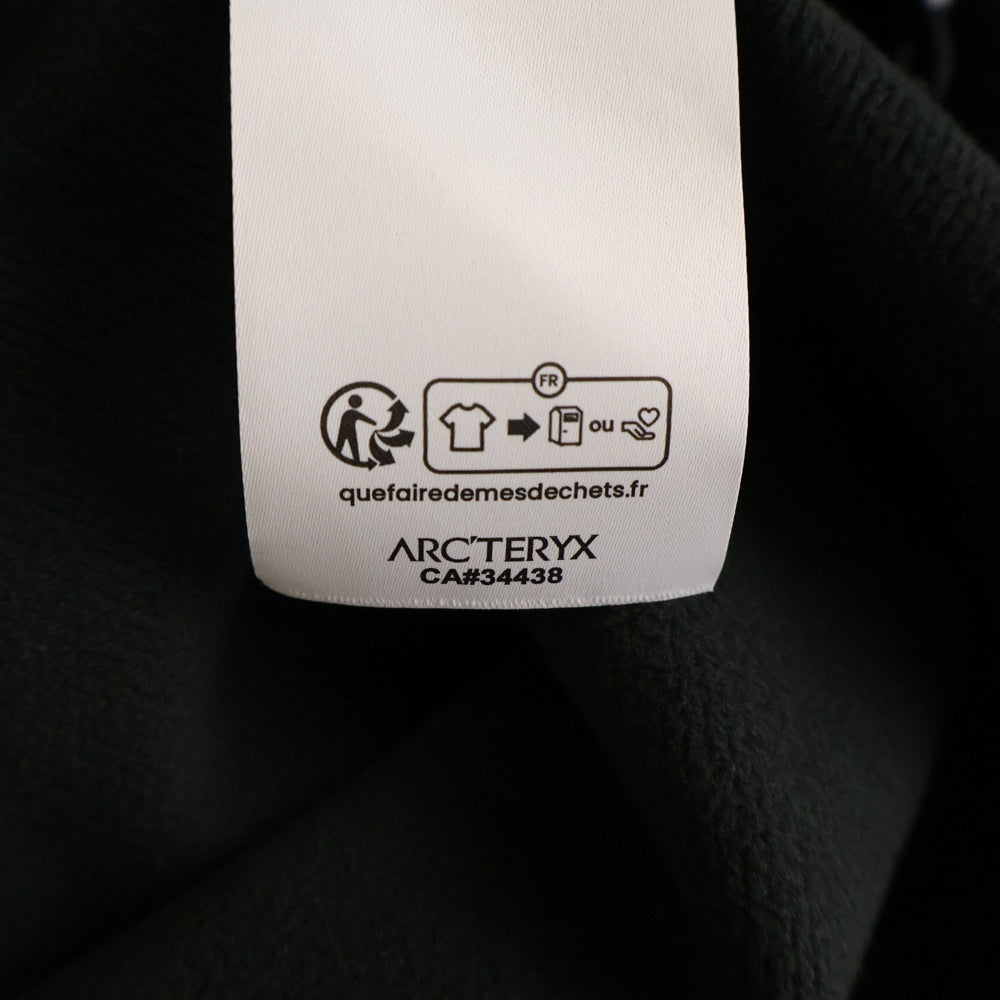 FR
ou
quefairedemesdechets.fr
ARC'TERYX
CA#34438